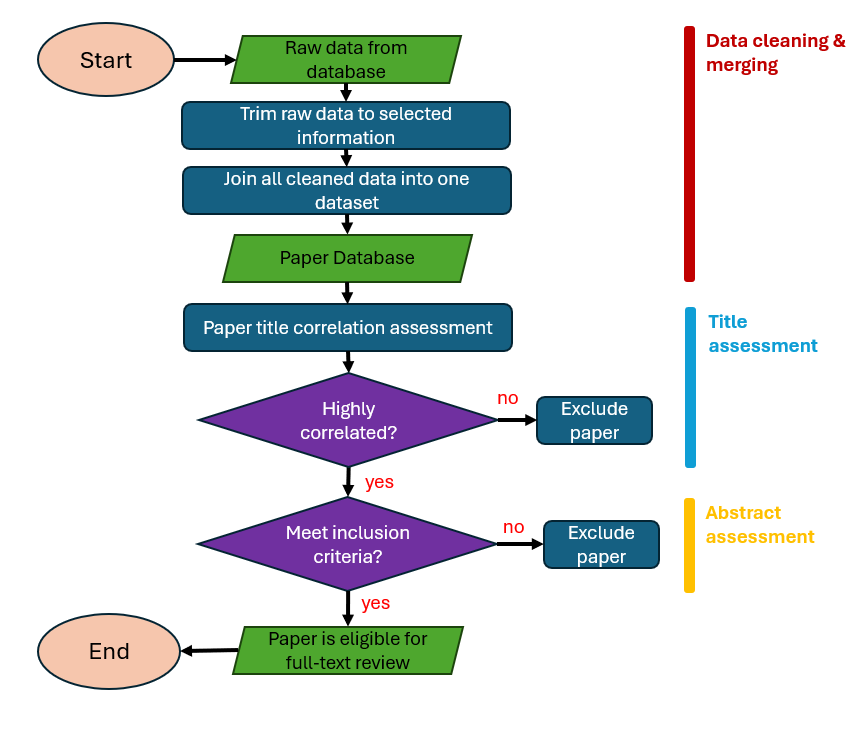 Start
Raw data from
database
Data cleaning &
merging
Trim raw data to selected
information
Join all cleaned data into one
dataset
Paper Database
Paper title correlation assessment
Title
assessment
Highly
correlated?
no
Exclude
paper
yes
Meet inclusion
criteria?
no
Exclude
paper
Abstract
assessment
yes
Paper is eligible for
full-text review
End